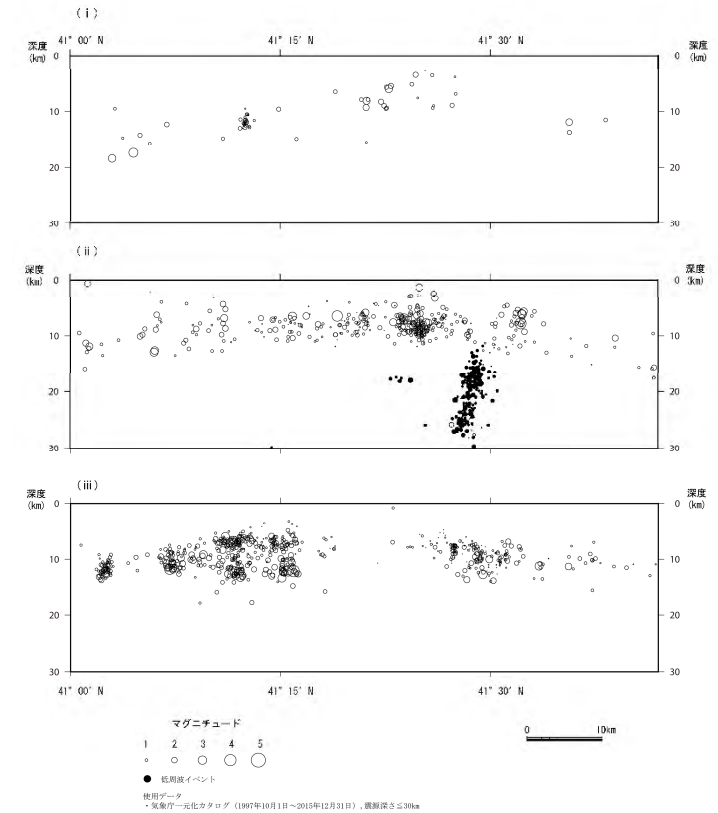 (ⅰ)
41° 00′ N 41° 15′ 41° 30′
深度
(km)
深度
(km)
0 0
10 10
20 20
30 30
(ⅱ)
深度
(km)
深度
(km)
0 0
10 10
20 20
30 30
(ⅲ)
深度
(km)
深度
(km)
0 0
10 10
20 20
30 30
41° 00′ N 41° 15′ N 41° 30′ N
マグニチュード
1 2 3 4 5
低周波イベント
0 10km
使用データ
・気象庁一元化カタログ（1997年10月1日～2015年12月31日）,震源深さ≦30km